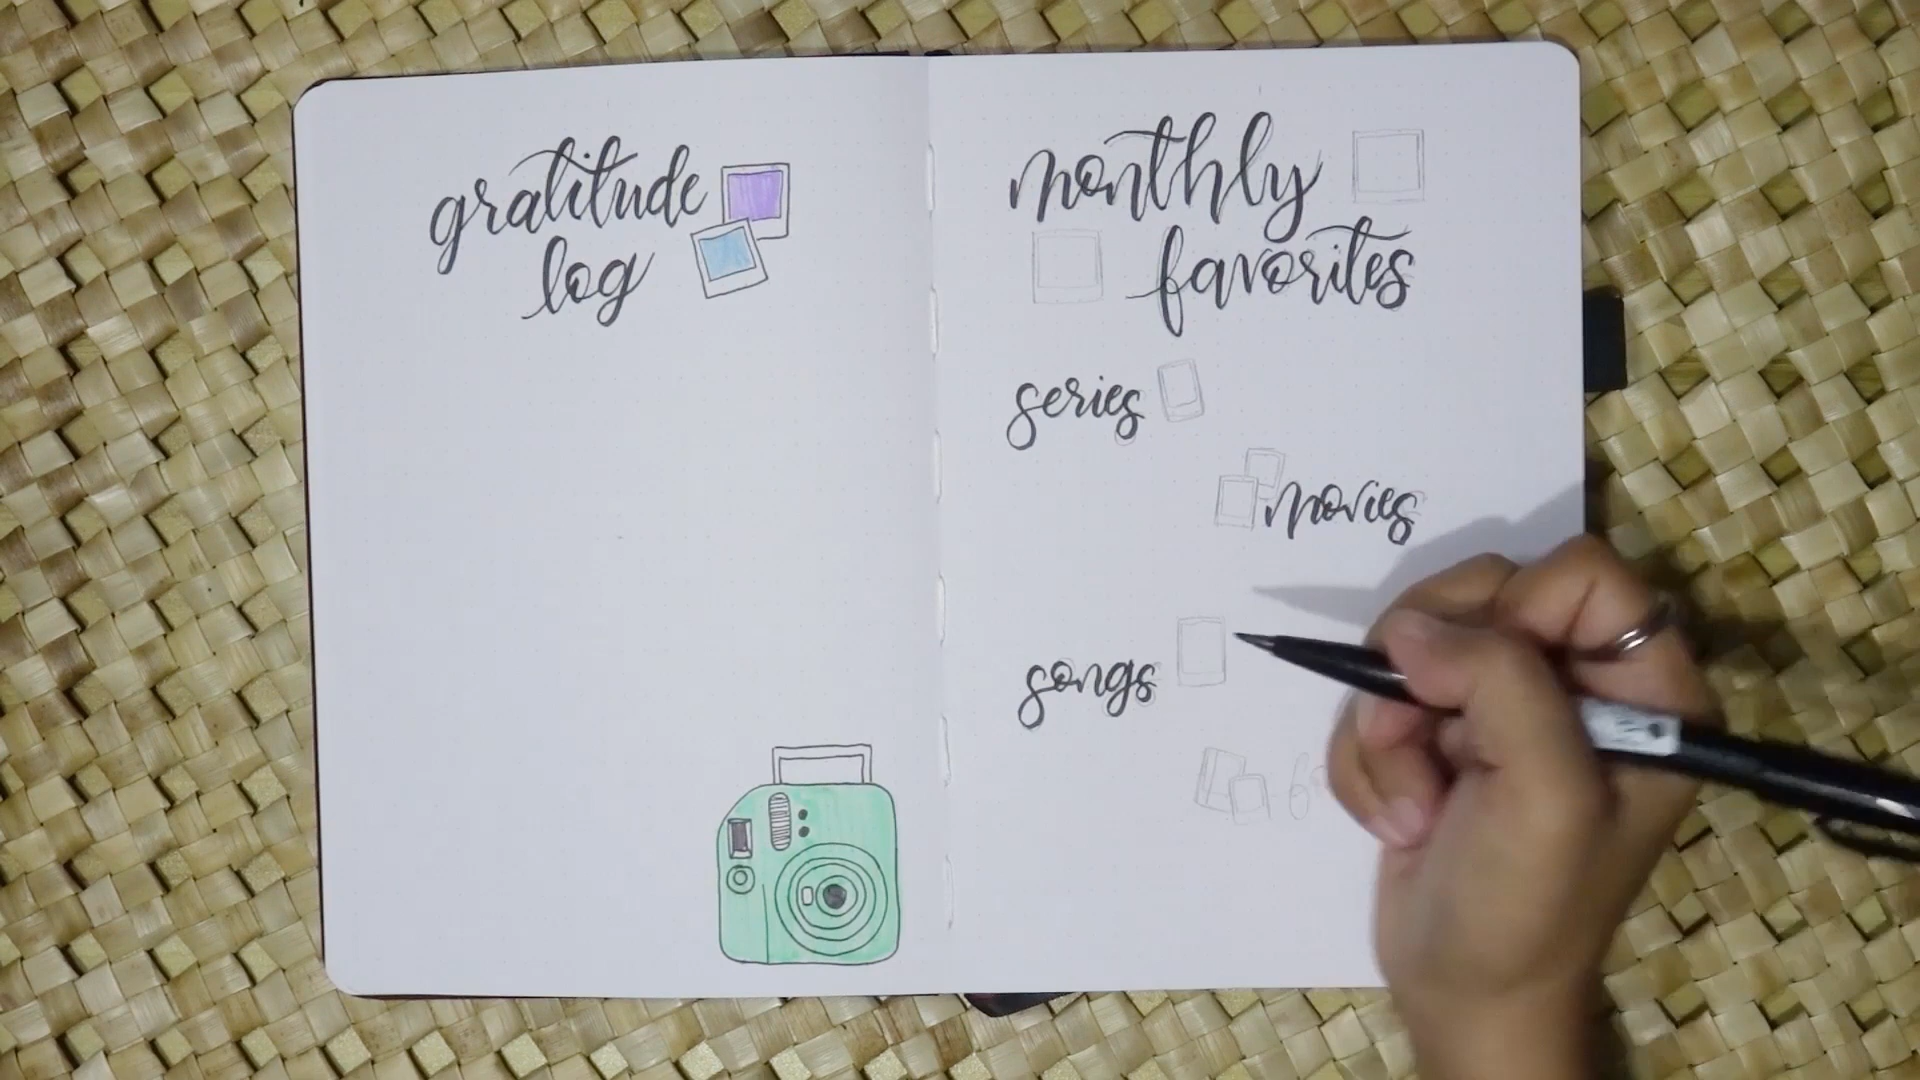 gratitude
log
monthly
favorites
series
movies
songs